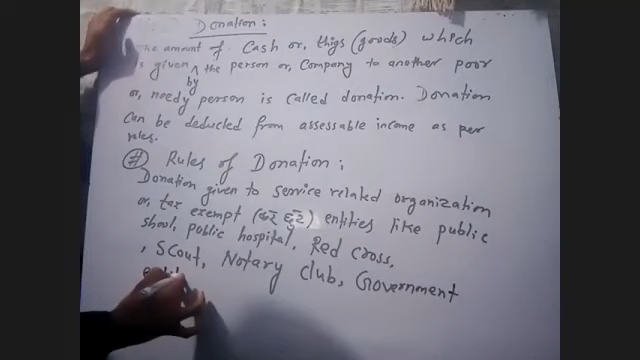 Donation:
The amount of cash or, thigs (goods) which
is given by the person or, company to another poor
or, needy person is called donation. Donation
can be deducted from assessable income as per
rules.
# Rules of Donation:
Donation given to service related organization
or, tax exempt (कर छुट) entities like public
shool, public hospital, Red cross,
, Scout, Notary club, Government